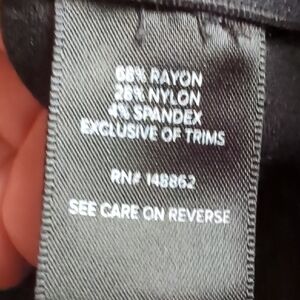 68% RAYON
28% NYLON
4% SPANDEX
EXCLUSIVE OF TRIMS
RN# 148862
SEE CARE ON REVERSE